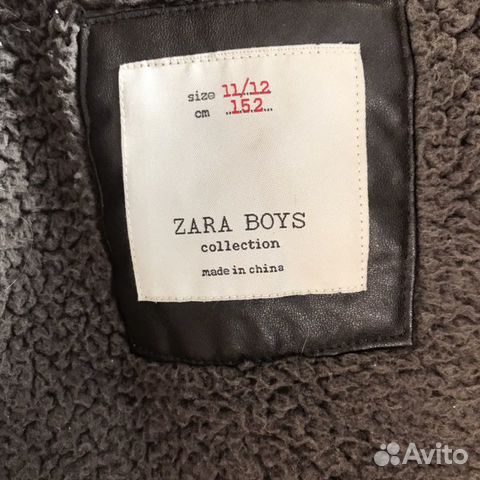 size 11/12
cm 152
ZARA BOYS
collection
made in china
Avito